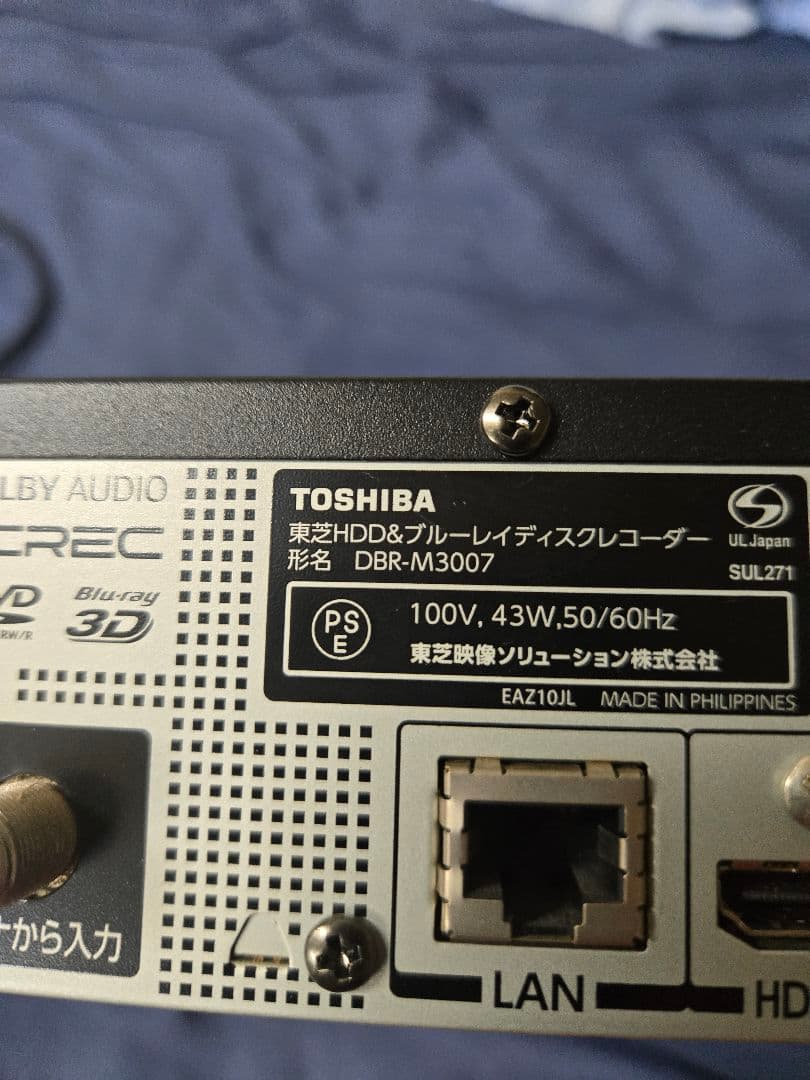 LBY AUDIO
CREC
RW/R
Blu-ray
3D
TOSHIBA
東芝HDD&ブルーレイディスクレコーダー
形名 DBR-M3007
UL Japan
SUL271
PS
E
100V, 43W,50/60Hz
東芝映像ソリューション株式会社
EAZ10JL MADE IN PHILIPPINES
から入力
LAN
HD